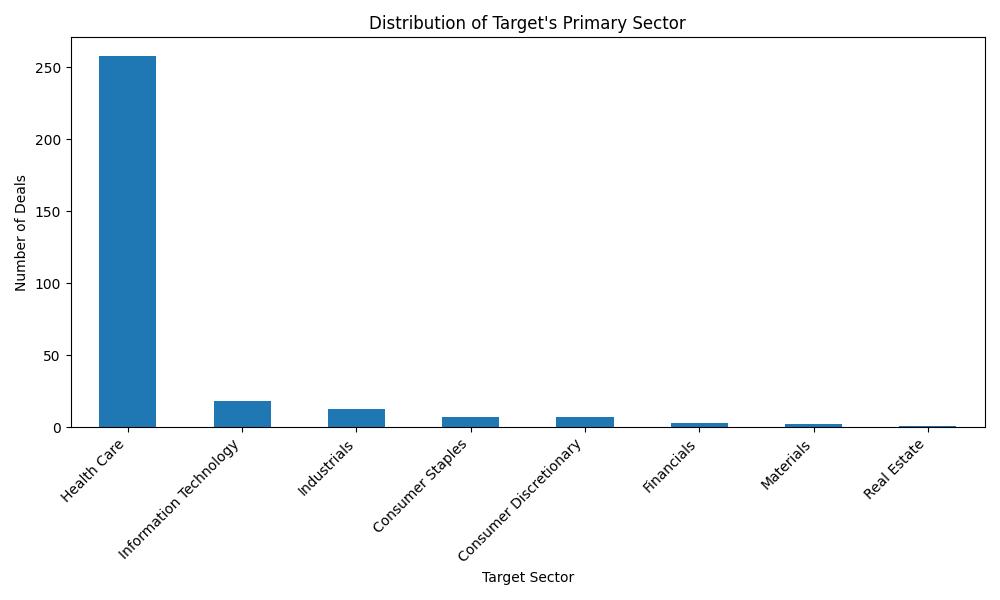 Distribution of Target's Primary Sector
Number of Deals
250
200
150
100
50
0
Health Care
Information Technology
Industrials
Consumer Staples
Consumer Discretionary
Financials
Materials
Real Estate
Target Sector